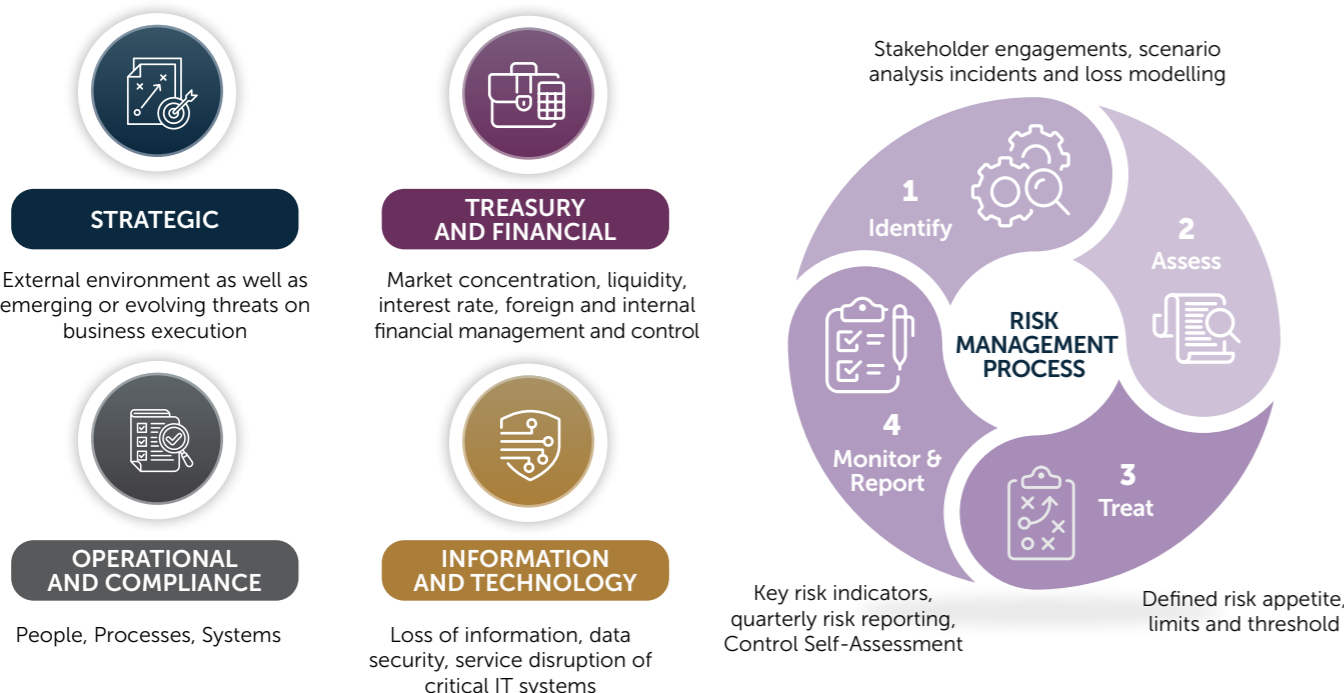 STRATEGIC
External environment as well as
emerging or evolving threats on
business execution
TREASURY
AND FINANCIAL
Market concentration, liquidity,
interest rate, foreign and internal
financial management and control
OPERATIONAL
AND COMPLIANCE
People, Processes, Systems
INFORMATION
AND TECHNOLOGY
Loss of information, data
security, service disruption of
critical IT systems
Stakeholder engagements, scenario
analysis incidents and loss modelling
1
Identify
2
Assess
RISK
MANAGEMENT
PROCESS
3
Treat
4
Monitor &
Report
Key risk indicators,
quarterly risk reporting,
Control Self-Assessment
Defined risk appetite,
limits and threshold